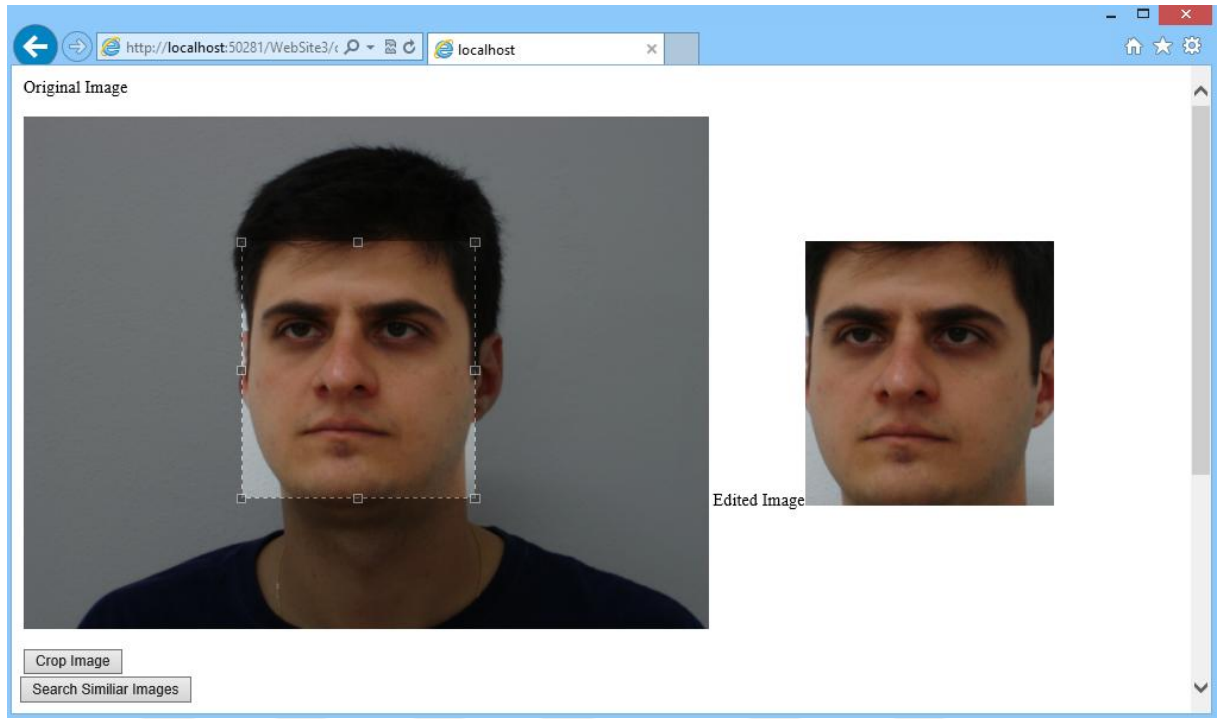 http://localhost:50281/WebSite3/
localhost
Original Image
Edited Image
Crop Image
Search Similiar Images